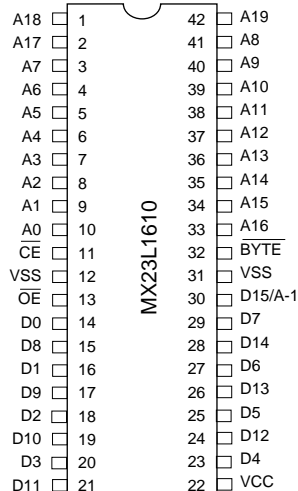 A18 1 42 A19
A17 2 41 A8
A7 3 40 A9
A6 4 39 A10
A5 5 38 A11
A4 6 37 A12
A3 7 36 A13
A2 8 35 A14
A1 9 34 A15
A0 10 33 A16
CE 11 32 BYTE
VSS 12 31 VSS
OE 13 30 D15/A-1
D0 14 29 D7
D8 15 28 D14
D1 16 27 D6
D9 17 26 D13
D2 18 25 D5
D10 19 24 D12
D3 20 23 D4
D11 21 22 VCC
MX23L1610